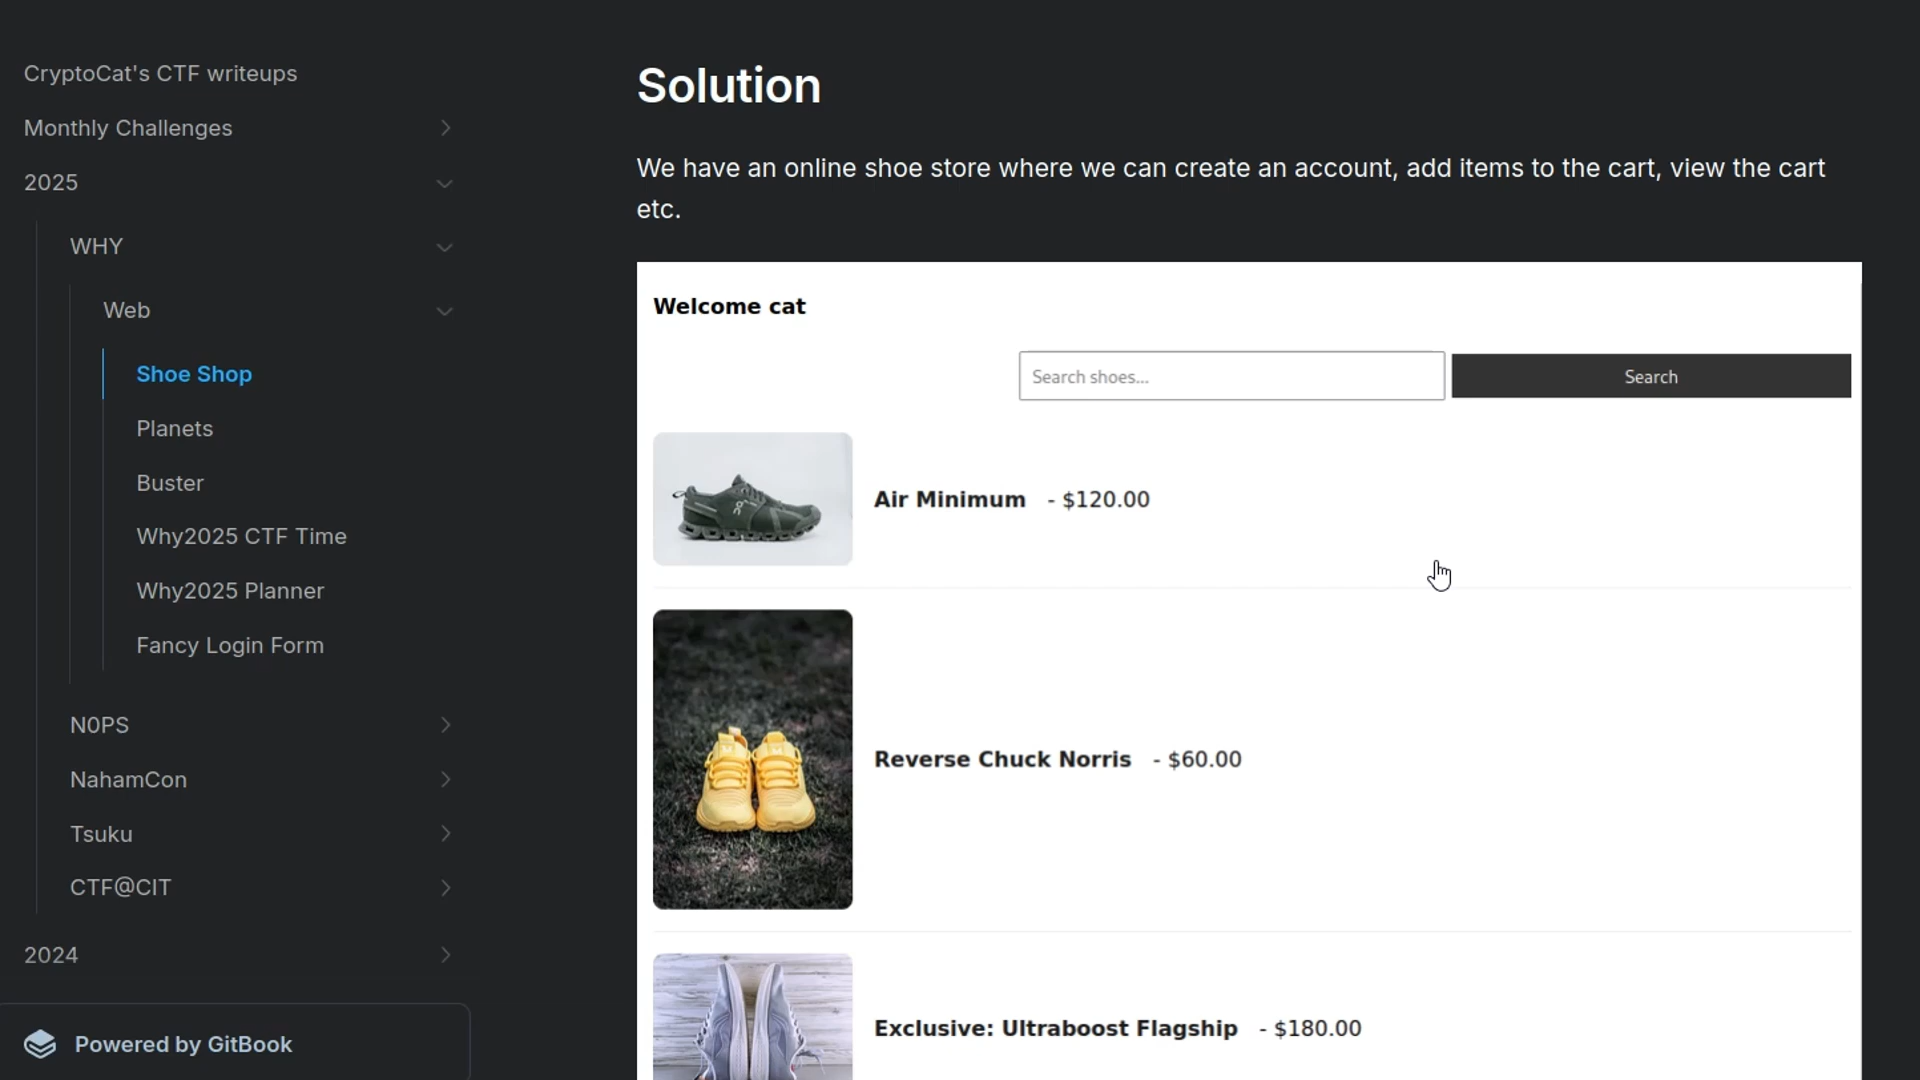 CryptoCat's CTF writeups
Monthly Challenges
2025
WHY
Web
Shoe Shop
Planets
Buster
Why2025 CTF Time
Why2025 Planner
Fancy Login Form
N0PS
NahamCon
Tsuku
CTF@CIT
2024
Powered by GitBook
Solution
We have an online shoe store where we can create an account, add items to the cart, view the cart
etc.
Welcome cat
Search shoes...
Search
Air Minimum - $120.00
Reverse Chuck Norris - $60.00
Exclusive: Ultraboost Flagship - $180.00